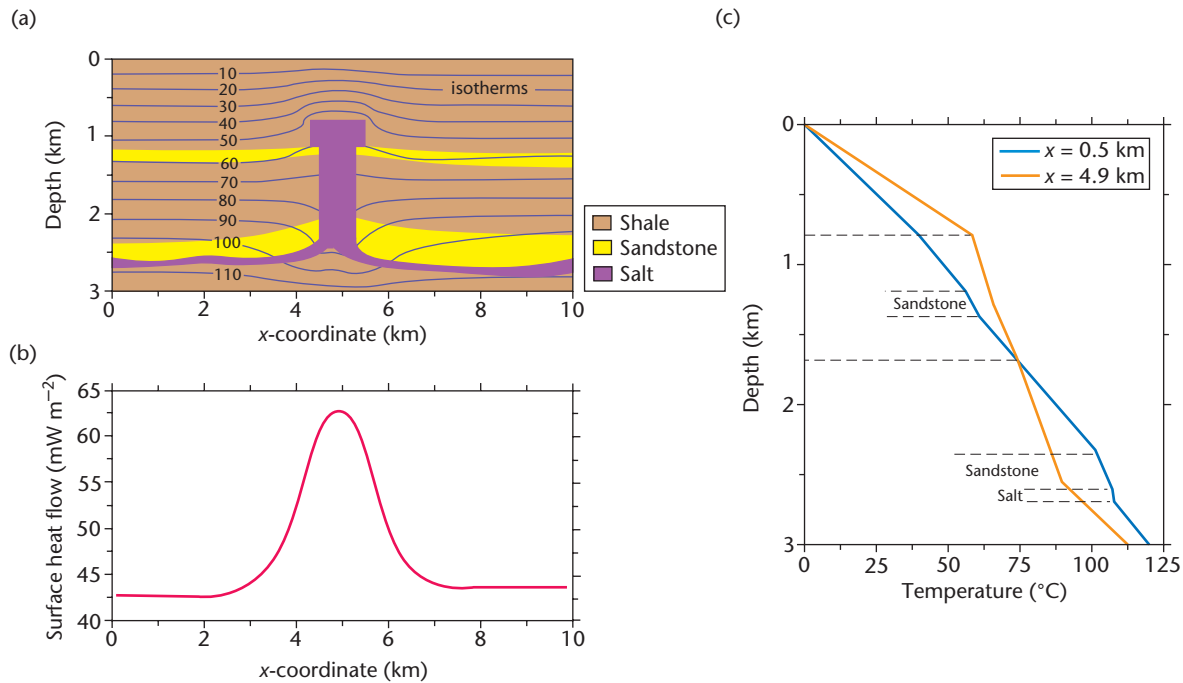 (a)
0
1
2
3
Depth (km)
10
20
30
40
50
60
70
80
90
100
110
isotherms
0
2
4
6
8
10
x-coordinate (km)
Shale
Sandstone
Salt
(b)
65
60
55
50
45
40
Surface heat flow (mW m⁻²)
0
2
4
6
8
10
x-coordinate (km)
(c)
0
1
2
3
Depth (km)
x = 0.5 km
x = 4.9 km
Sandstone
Sandstone
Salt
0
25
50
75
100
125
Temperature (°C)